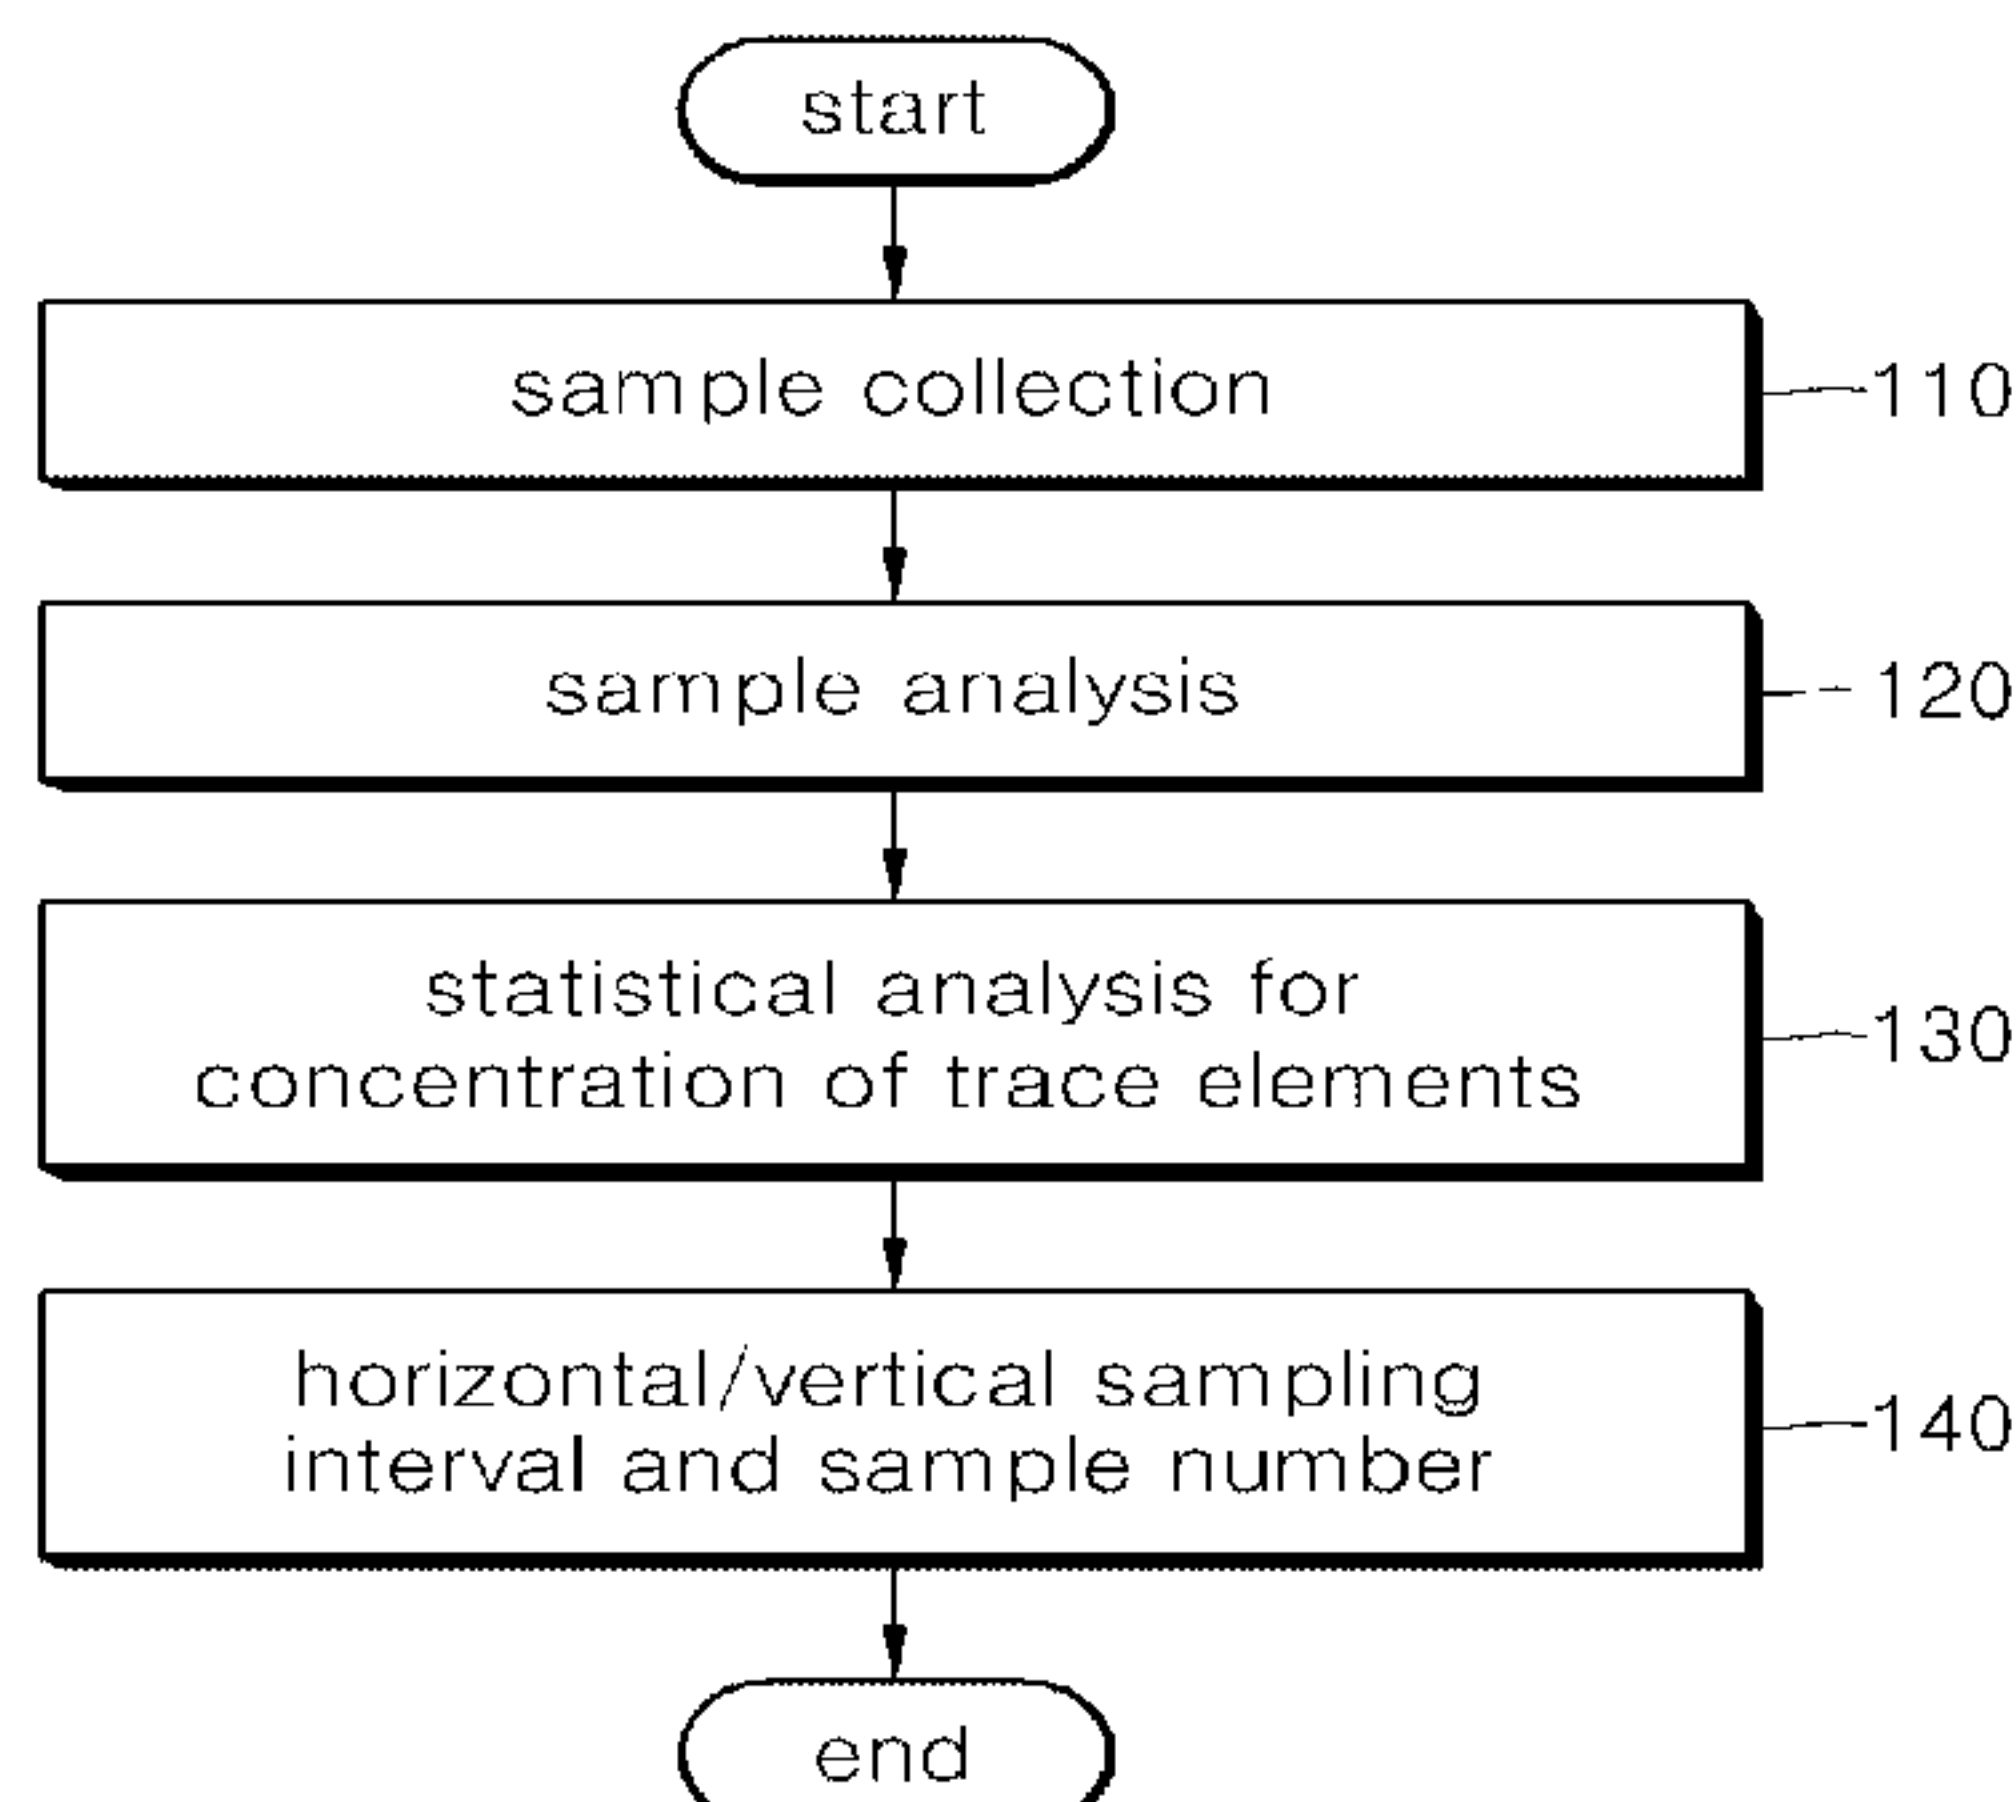 start
sample collection
110
sample analysis
120
statistical analysis for
concentration of trace elements
130
horizontal/vertical sampling
interval and sample number
140
end